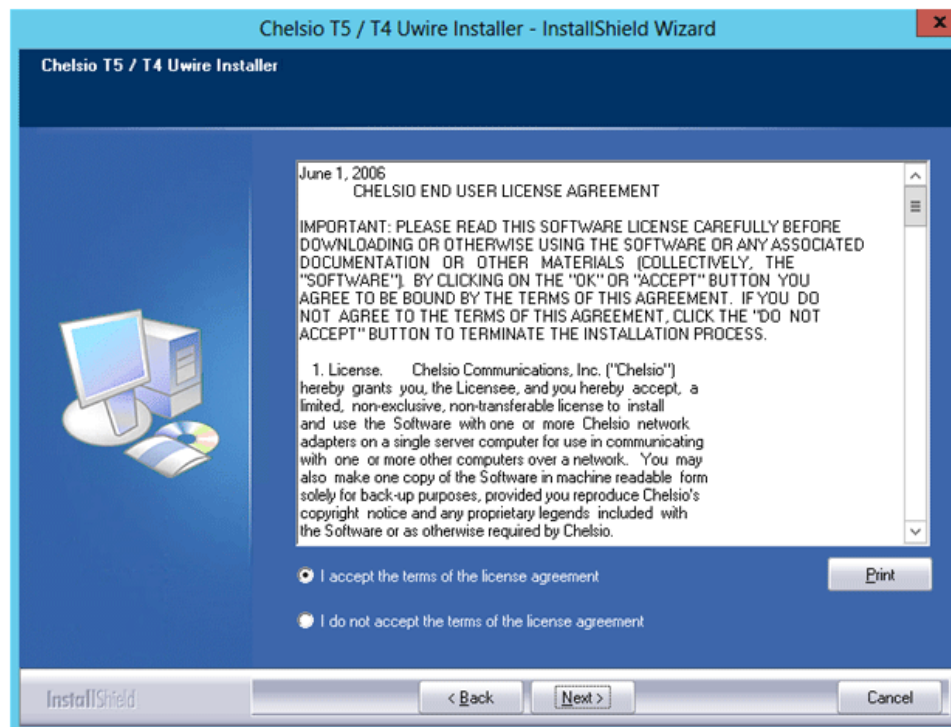 Chelsio T5 / T4 Uwire Installer - InstallShield Wizard
x
Chelsio T5 / T4 Uwire Installer
June 1, 2006
CHELSIO END USER LICENSE AGREEMENT
IMPORTANT: PLEASE READ THIS SOFTWARE LICENSE CAREFULLY BEFORE
DOWNLOADING OR OTHERWISE USING THE SOFTWARE OR ANY ASSOCIATED
DOCUMENTATION OR OTHER MATERIALS (COLLECTIVELY, THE
"SOFTWARE"). BY CLICKING ON THE "OK" OR "ACCEPT" BUTTON YOU
AGREE TO BE BOUND BY THE TERMS OF THIS AGREEMENT. IF YOU DO
NOT AGREE TO THE TERMS OF THIS AGREEMENT, CLICK THE "DO NOT
ACCEPT" BUTTON TO TERMINATE THE INSTALLATION PROCESS.
1. License. Chelsio Communications, Inc. ("Chelsio")
hereby grants you, the Licensee, and you hereby accept, a
limited, non-exclusive, non-transferable license to install
and use the Software with one or more Chelsio network
adapters on a single server computer for use in communicating
with one or more other computers over a network. You may
also make one copy of the Software in machine readable form
solely for back-up purposes, provided you reproduce Chelsio's
copyright notice and any proprietary legends included with
the Software or as otherwise required by Chelsio.
I accept the terms of the license agreement
Print
I do not accept the terms of the license agreement
InstallShield
< Back
Next >
Cancel